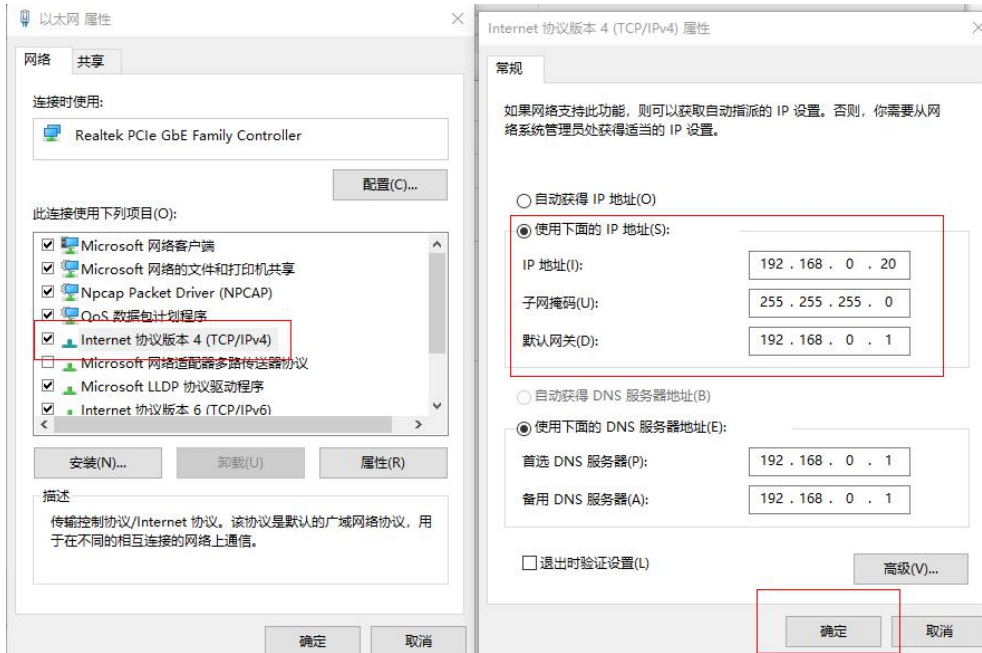 以太网 属性
网络
共享
连接时使用:
Realtek PCIe GbE Family Controller
配置(C)...
此连接使用下列项目(O):
Microsoft 网络客户端
Microsoft 网络的文件和打印机共享
Npcap Packet Driver (NPCAP)
QoS 数据包计划程序
Internet 协议版本 4 (TCP/IPv4)
Microsoft 网络适配器多路传送器协议
Microsoft LLDP 协议驱动程序
Internet 协议版本 6 (TCP/IPv6)
安装(N)...
卸载(U)
属性(R)
描述
传输控制协议/Internet 协议。该协议是默认的广域网络协议，用
于在不同的相互连接的网络上通信。
确定
取消
Internet 协议版本 4 (TCP/IPv4) 属性
常规
如果网络支持此功能，则可以获取自动指派的 IP 设置。否则，你需要从网
络系统管理员处获得适当的 IP 设置。
自动获得 IP 地址(O)
使用下面的 IP 地址(S):
IP 地址(I):
192 . 168 . 0 . 20
子网掩码(U):
255 . 255 . 255 . 0
默认网关(D):
192 . 168 . 0 . 1
自动获得 DNS 服务器地址(B)
使用下面的 DNS 服务器地址(E):
首选 DNS 服务器(P):
192 . 168 . 0 . 1
备用 DNS 服务器(A):
192 . 168 . 0 . 1
退出时验证设置(L)
高级(V)...
确定
取消